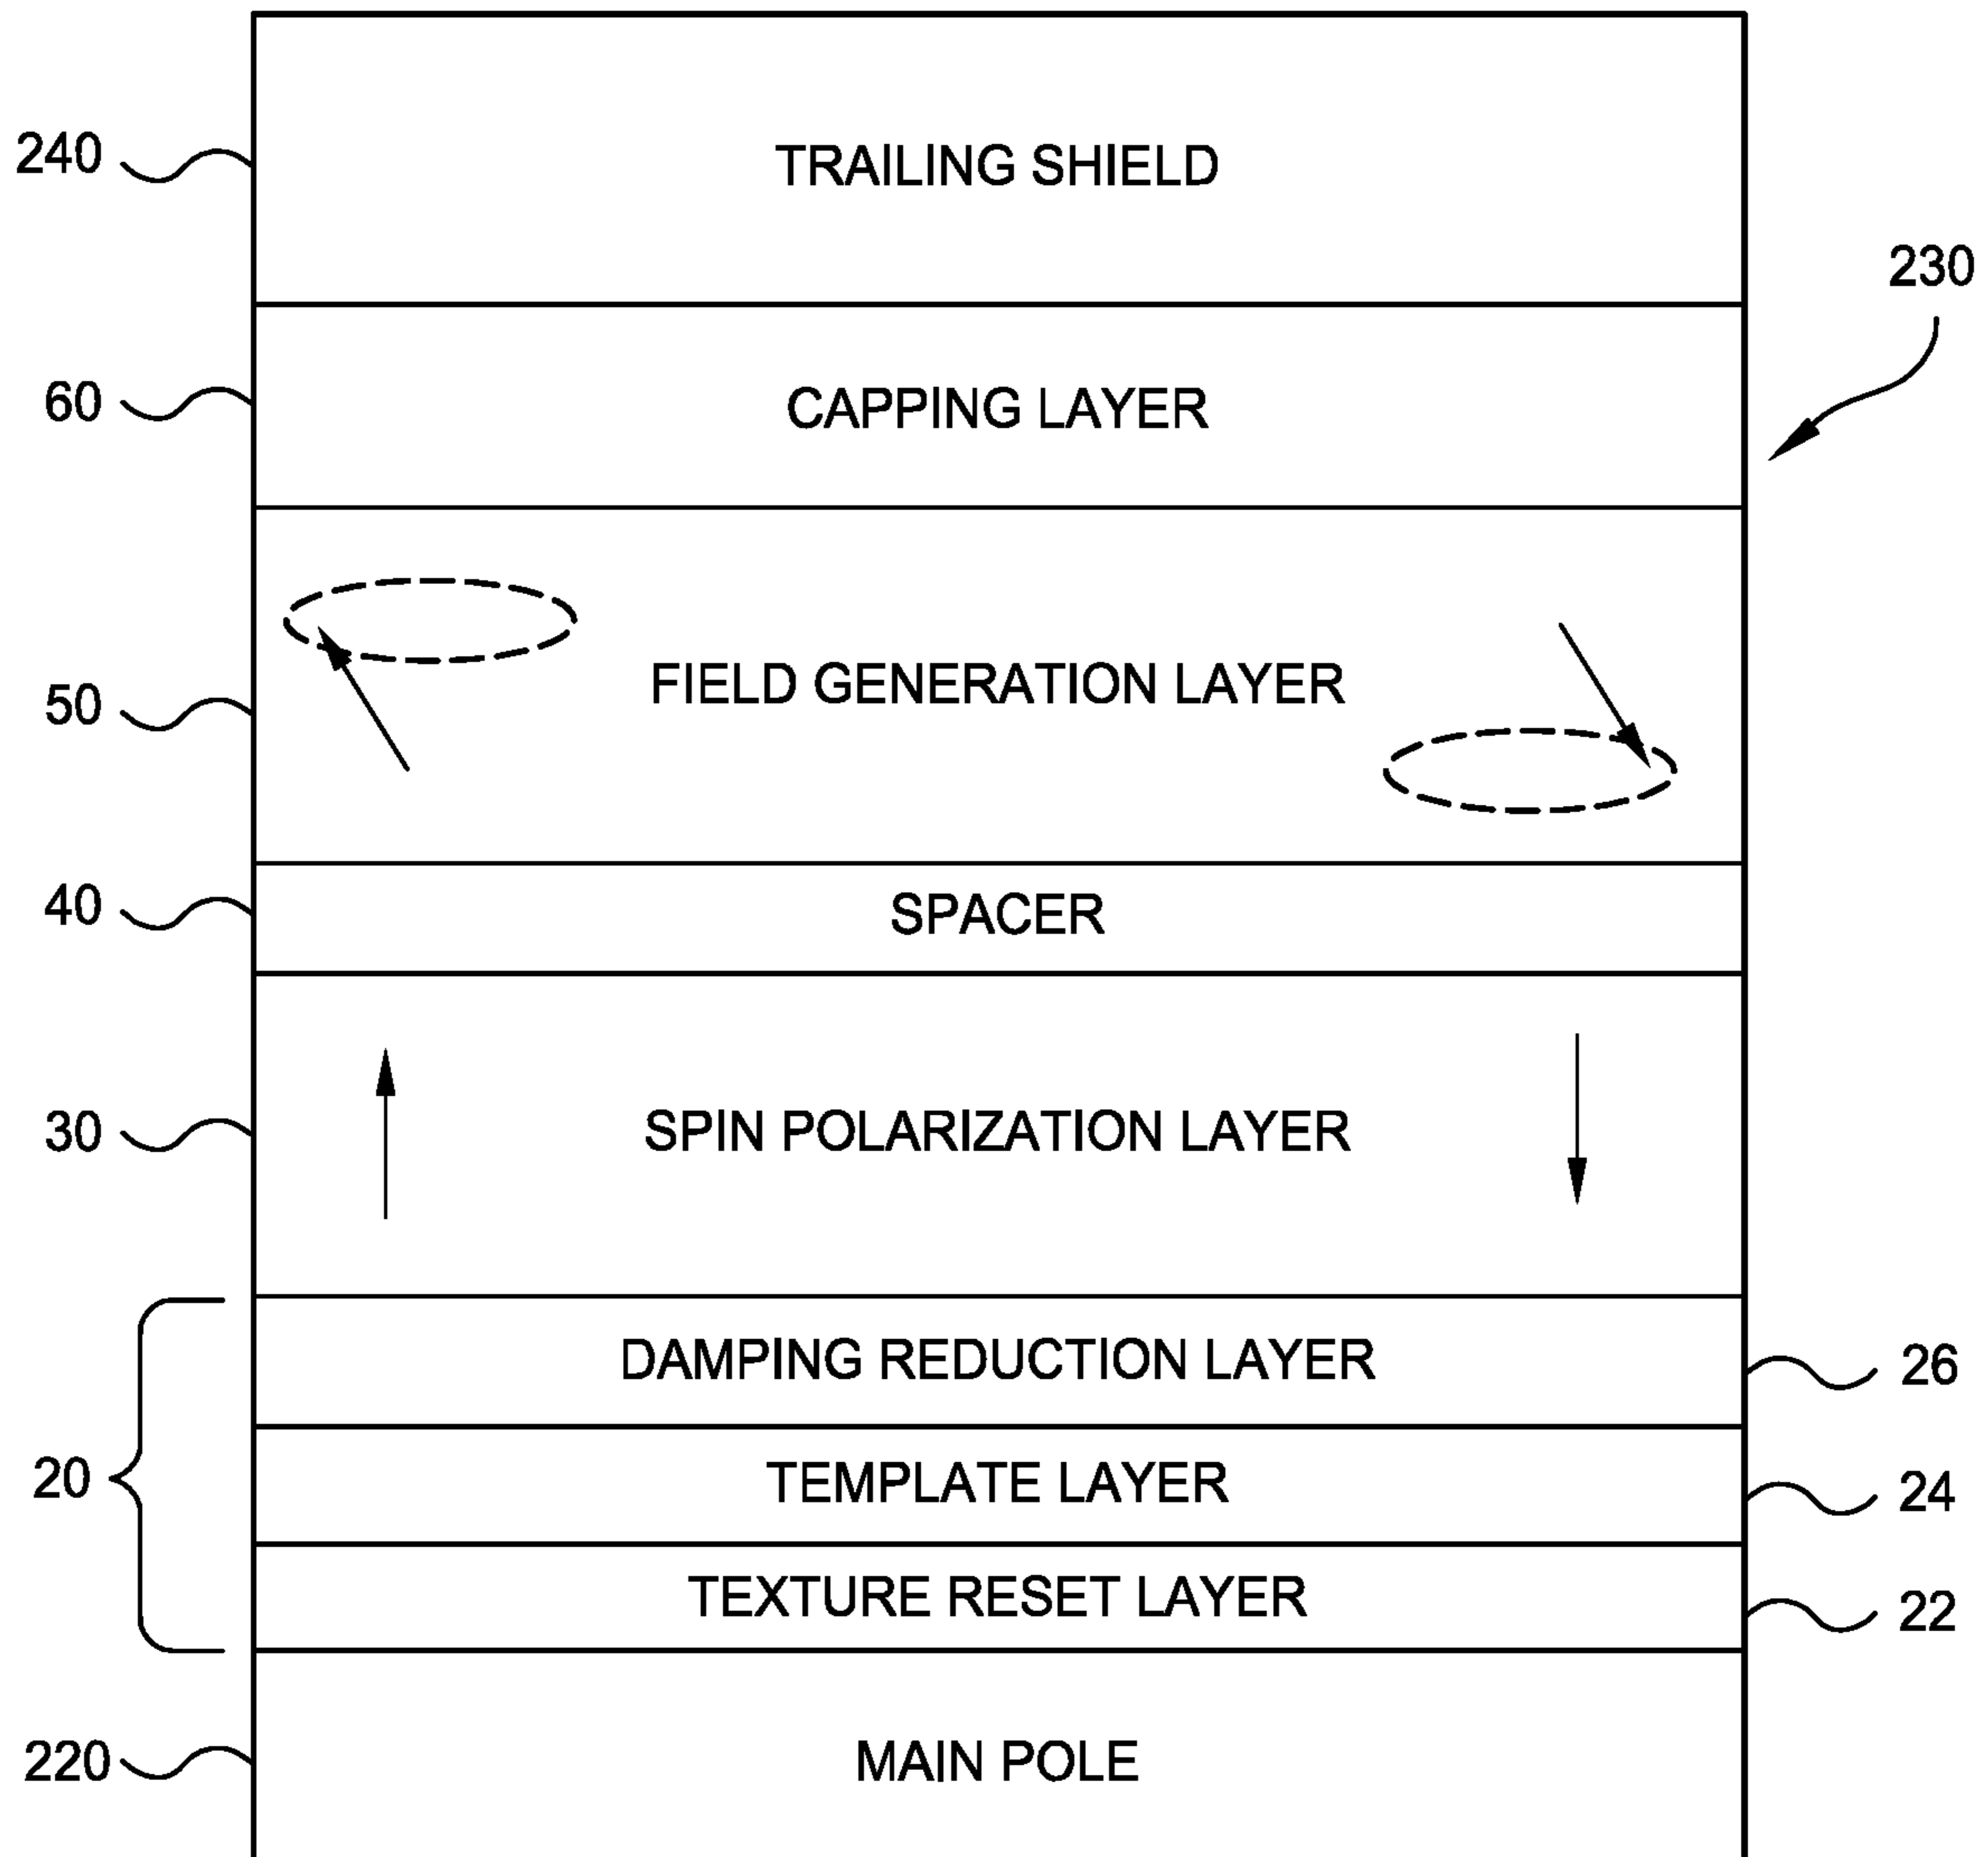 240
TRAILING SHIELD
230
60
CAPPING LAYER
50
FIELD GENERATION LAYER
40
SPACER
30
SPIN POLARIZATION LAYER
DAMPING REDUCTION LAYER
26
20
TEMPLATE LAYER
24
TEXTURE RESET LAYER
22
220
MAIN POLE